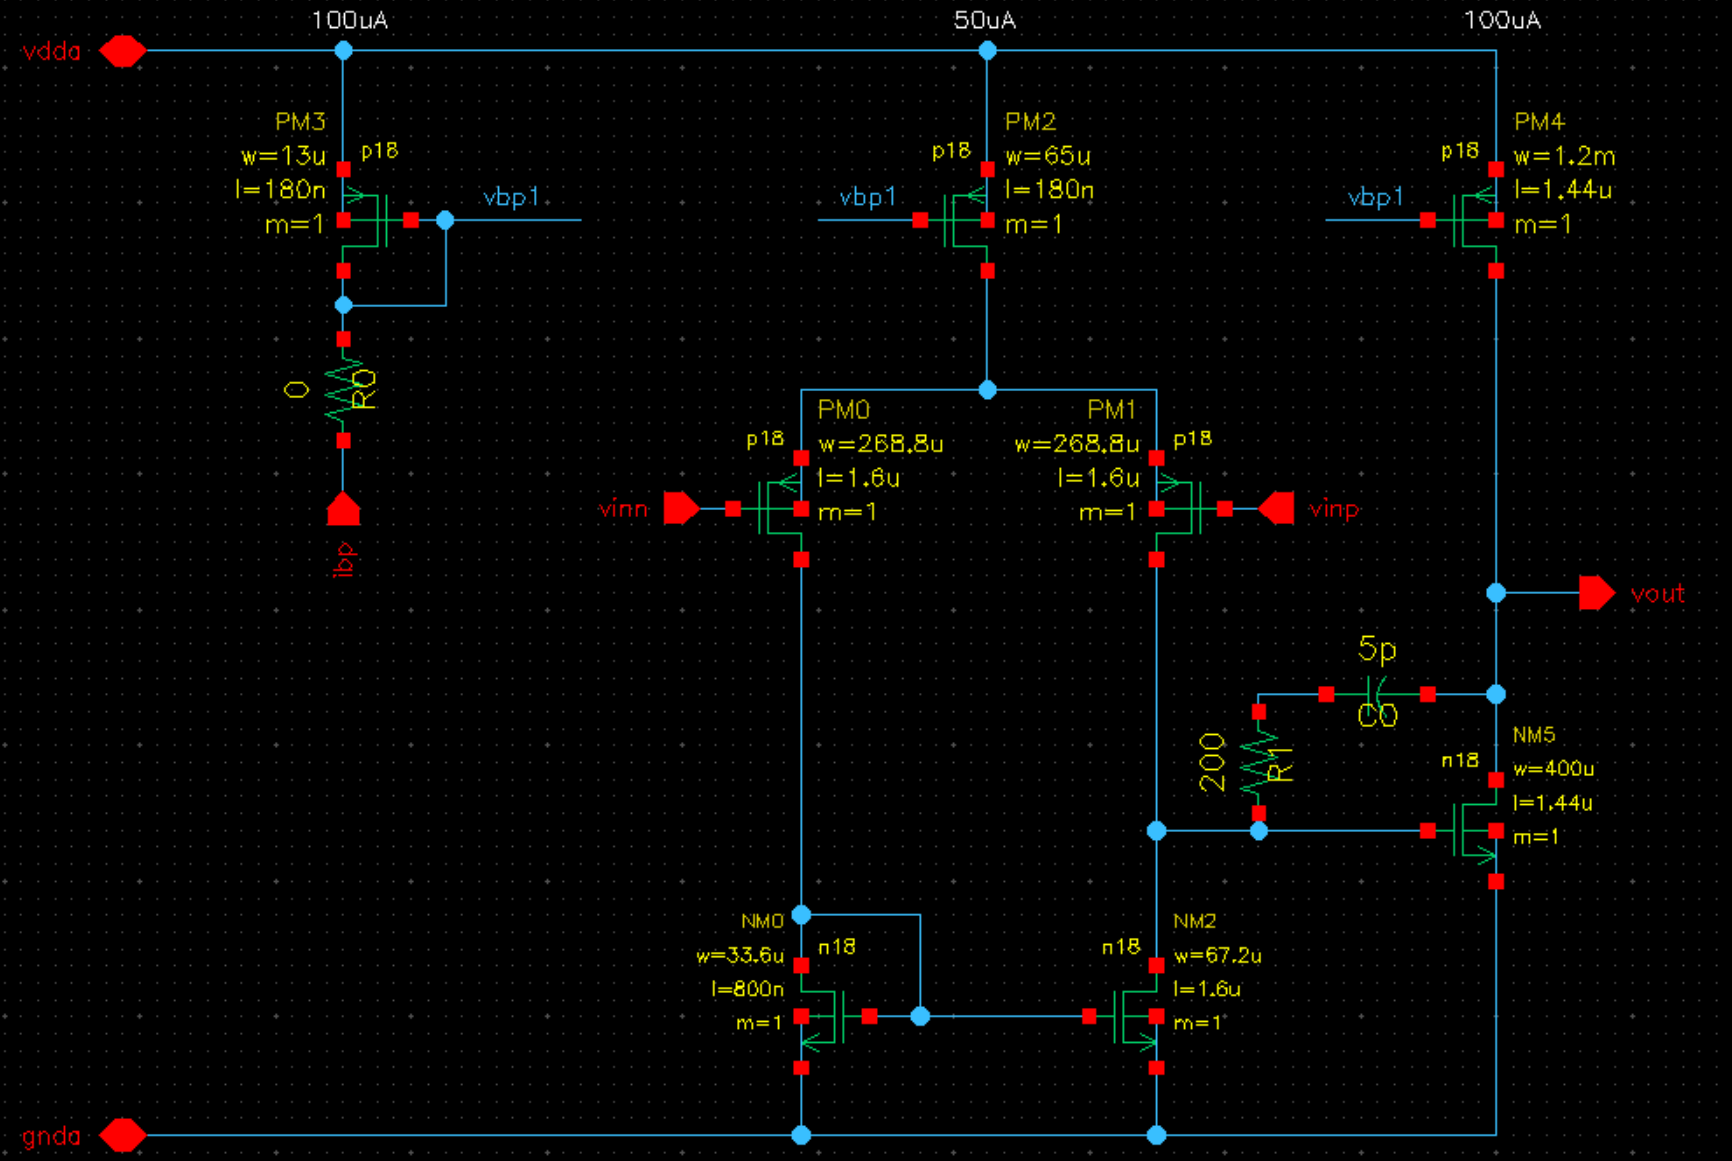 100uA
50uA
100uA
vdda
PM3
w=13u
l=180n
m=1
p18
vbp1
PM2
p18
w=65u
l=180n
m=1
vbp1
PM4
p18
w=1.2m
l=1.44u
m=1
vbp1
0
R0
ibp
PM0
p18
w=268.8u
l=1.6u
m=1
vinn
PM1
w=268.8u
p18
l=1.6u
m=1
vinp
vout
5p
C0
200
R1
NM5
n18
w=400u
l=1.44u
m=1
NM0
n18
w=33.6u
l=800n
m=1
NM2
n18
w=67.2u
l=1.6u
m=1
gnda